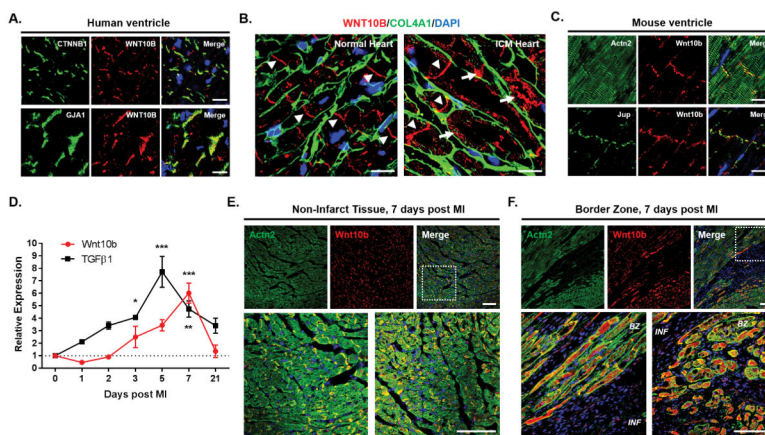 A.
Human ventricle
CTNNB1 WNT10B Merge
GJA1 WNT10B Merge
B.
WNT10B/COL4A1/DAPI
Normal Heart ICM Heart
C.
Mouse ventricle
Actn2 Wnt10b Merge
Jup Wnt10b Merge
D.
Wnt10b
TGFβ1
Relative Expression
10
9
8
7
6
5
4
3
2
1
0
*
***
***
**
0 1 2 3 5 7 21
Days post MI
E.
Non-Infarct Tissue, 7 days post MI
Actn2 Wnt10b Merge
F.
Border Zone, 7 days post MI
Actn2 Wnt10b Merge
BZ
INF
INF
BZ